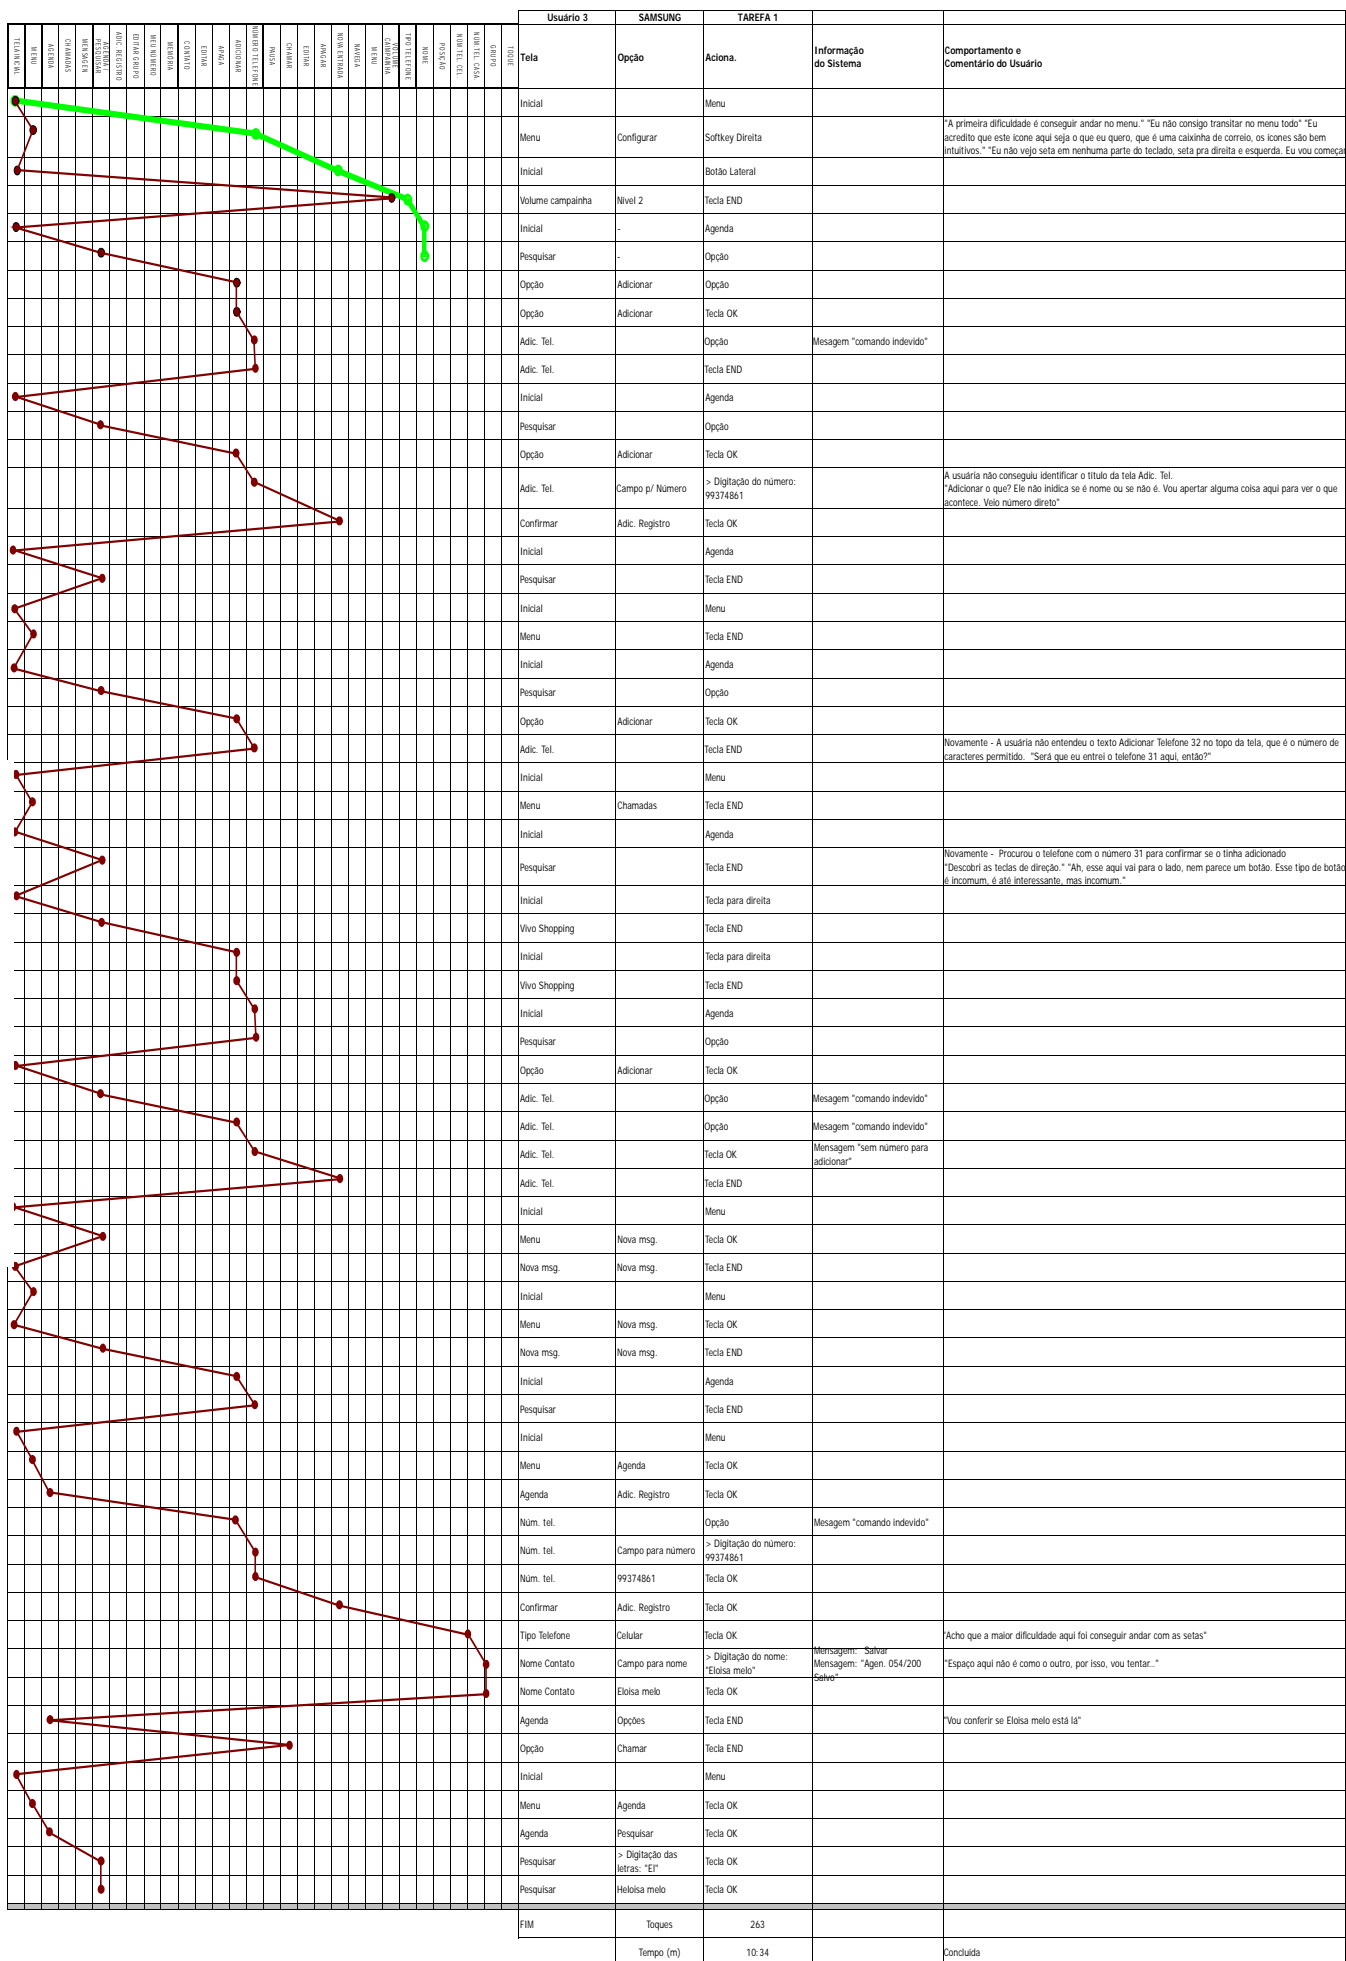 Usuário 3 SAMSUNG TAREFA 1
TELA INICIAL
MENU
AGENDA
CHAMADAS
MENSAGEN
AGENDA
PESQUISAR
ADIC. REGISTRO
EDITAR GRUPO
MEU NÚMERO
MEMÓRIA
CONTATO
EDITAR
APAGA
ADICIONAR
NÚMERO TELEFONE
PAUSA
CHAMAR
EDITAR
APAGAR
NOVA ENTRADA
NAVEGA
MENU
VOLUME
CAMPAINHA
TIPO TELEFONE
NOME
POSIÇÃO
NÚM.TEL CEL
NÚM.TEL CASA
GRUPO
TOQUE
Tela Opção Aciona. Informação
do Sistema
Comportamento e
Comentário do Usuário
Inicial Menu
Menu Configurar Softkey Direita
"A primeira dificuldade é conseguir andar no menu." "Eu não consigo transitar no menu todo" "Eu
acredito que este ícone aqui seja o que eu quero, que é uma caixinha de correio, os ícones são bem
intuitivos." "Eu não vejo seta em nenhuma parte do teclado, seta pra direita e esquerda. Eu vou começar
Inicial Botão Lateral
Volume campainha Nível 2 Tecla END
Inicial - Agenda
Pesquisar - Opção
Opção Adicionar Opção
Opção Adicionar Tecla OK
Adic. Tel. Opção Mesagem "comando indevido"
Adic. Tel. Tecla END
Inicial Agenda
Pesquisar Opção
Opção Adicionar Tecla OK
Adic. Tel. Campo p/ Número > Digitação do número:
99374861
A usuária não conseguiu identificar o título da tela Adic. Tel.
"Adicionar o que? Ele não inidica se é nome ou se não é. Vou apertar alguma coisa aqui para ver o que
acontece. Veio número direto"
Confirmar Adic. Registro Tecla OK
Inicial Agenda
Pesquisar Tecla END
Inicial Menu
Menu Tecla END
Inicial Agenda
Pesquisar Opção
Opção Adicionar Tecla OK
Adic. Tel. Tecla END
Novamente - A usuária não entendeu o texto Adicionar Telefone 32 no topo da tela, que é o número de
caracteres permitido. "Será que eu entrei o telefone 31 aqui, então?"
Inicial Menu
Menu Chamadas Tecla END
Inicial Agenda
Pesquisar Tecla END
Novamente - Procurou o telefone com o número 31 para confirmar se o tinha adicionado
"Descobri as teclas de direção." "Ah, esse aqui vai para o lado, nem parece um botão. Esse tipo de botão
é incomum, é até interessante, mas incomum."
Inicial Tecla para direita
Vivo Shopping Tecla END
Inicial Tecla para direita
Vivo Shopping Tecla END
Inicial Agenda
Pesquisar Opção
Opção Adicionar Tecla OK
Adic. Tel. Opção Mesagem "comando indevido"
Adic. Tel. Opção Mesagem "comando indevido"
Adic. Tel. Tecla OK Mensagem "sem número para
adicionar"
Adic. Tel. Tecla END
Inicial Menu
Menu Nova msg. Tecla OK
Nova msg. Nova msg. Tecla END
Inicial Menu
Menu Nova msg. Tecla OK
Nova msg. Nova msg. Tecla END
Inicial Agenda
Pesquisar Tecla END
Inicial Menu
Menu Agenda Tecla OK
Agenda Adic. Registro Tecla OK
Núm. tel. Opção Mesagem "comando indevido"
Núm. tel. Campo para número > Digitação do número:
99374861
Núm. tel. 99374861 Tecla OK
Confirmar Adic. Registro Tecla OK
Tipo Telefone Celular Tecla OK "Acho que a maior dificuldade aqui foi conseguir andar com as setas"
Nome Contato Campo para nome > Digitação do nome:
"Eloisa melo"
Mensagem: Salvar
Mensagem: "Agen. 054/200
Salvo"
"Espaço aqui não é como o outro, por isso, vou tentar..."
Nome Contato Eloisa melo Tecla OK
Agenda Opções Tecla END "Vou conferir se Eloisa melo está lá"
Opção Chamar Tecla END
Inicial Menu
Menu Agenda Tecla OK
Agenda Pesquisar Tecla OK
Pesquisar > Digitação das
letras: "El" Tecla OK
Pesquisar Heloisa melo Tecla OK
FIM Toques 263
Tempo (m) 10:34 Concluída